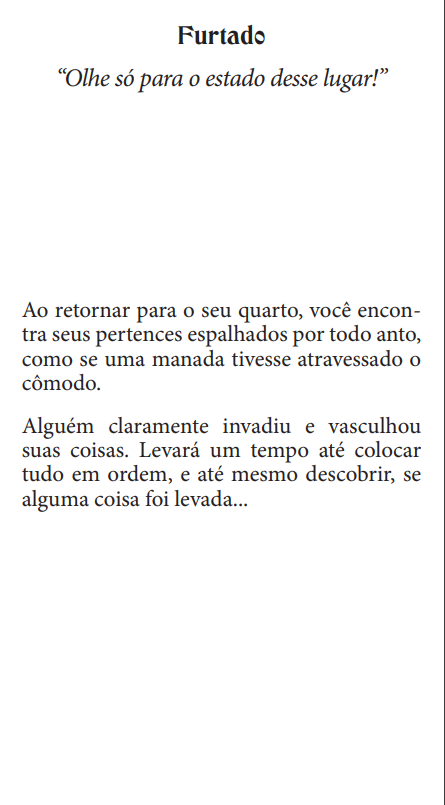 Furtado
“Olhe só para o estado desse lugar!”
Ao retornar para o seu quarto, você encon-
tra seus pertences espalhados por todo anto,
como se uma manada tivesse atravessado o
cômodo.
Alguém claramente invadiu e vasculhou
suas coisas. Levará um tempo até colocar
tudo em ordem, e até mesmo descobrir, se
alguma coisa foi levada...